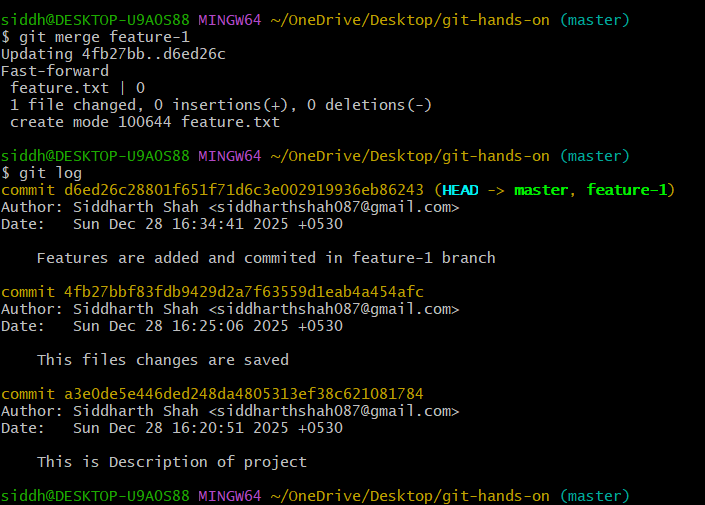 siddh@DESKTOP-U9A0S88 MINGW64 ~/OneDrive/Desktop/git-hands-on (master)
$ git merge feature-1
Updating 4fb27bb..d6ed26c
Fast-forward
 feature.txt | 0
 1 file changed, 0 insertions(+), 0 deletions(-)
 create mode 100644 feature.txt

siddh@DESKTOP-U9A0S88 MINGW64 ~/OneDrive/Desktop/git-hands-on (master)
$ git log
commit d6ed26c28801f651f71d6c3e002919936eb86243 (HEAD -> master, feature-1)
Author: Siddharth Shah <siddharthshah087@gmail.com>
Date:   Sun Dec 28 16:34:41 2025 +0530

    Features are added and commited in feature-1 branch

commit 4fb27bbf83fdb9429d2a7f63559d1eab4a454afc
Author: Siddharth Shah <siddharthshah087@gmail.com>
Date:   Sun Dec 28 16:25:06 2025 +0530

    This files changes are saved

commit a3e0de5e446ded248da4805313ef38c621081784
Author: Siddharth Shah <siddharthshah087@gmail.com>
Date:   Sun Dec 28 16:20:51 2025 +0530

    This is Description of project

siddh@DESKTOP-U9A0S88 MINGW64 ~/OneDrive/Desktop/git-hands-on (master)